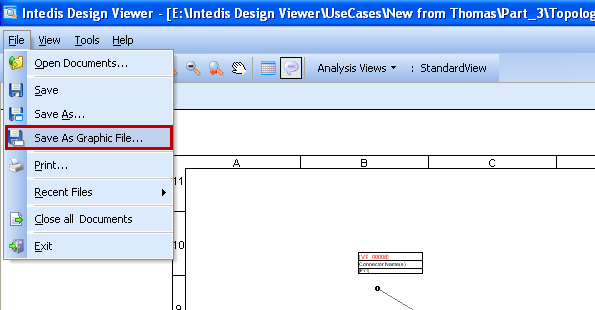 Intedis Design Viewer - [E:\Intedis Design Viewer\UseCases\New from Thomas\Part_3\Topolog
File View Tools Help
Open Documents...
Save
Save As...
Save As Graphic File...
Print...
Recent Files
Close all Documents
Exit
Analysis Views : StandardView
A B C
11
10
9
Connector Name(s)